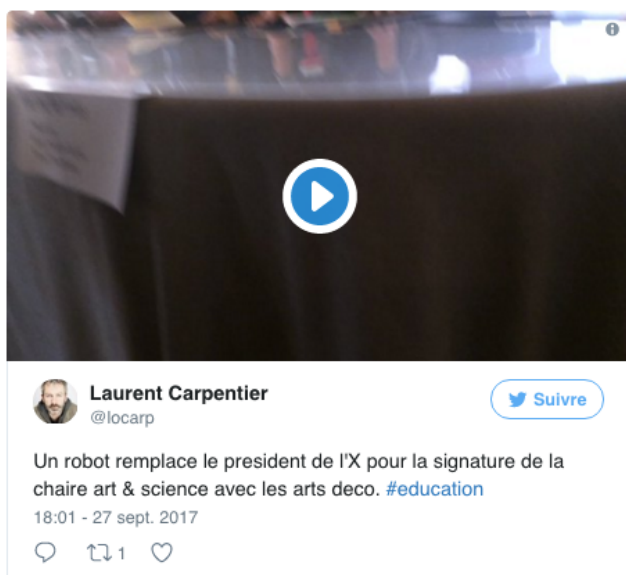 Laurent Carpentier
@locarp
Suivre
Un robot remplace le president de l'X pour la signature de la
chaire art & science avec les arts deco. #education
18:01 - 27 sept. 2017
1